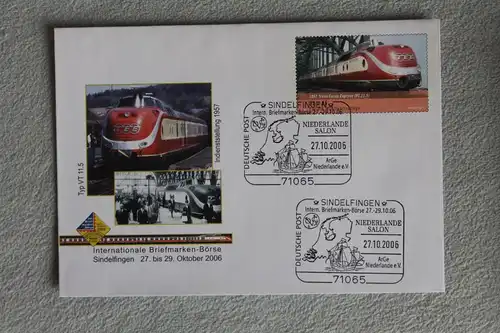 Typ VT 11.5
Indienststellung 1957
Internationale Briefmarken-Börse
Sindelfingen 27. bis 29. Oktober 2006
SINDELFINGEN
Intern. Briefmarken-Börse 27.-29.10.06
DEUTSCHE POST
NIEDERLANDE
SALON
27.10.2006
ArGe
Niederlande e.V.
71065
SINDELFINGEN
Intern. Briefmarken-Börse 27.-29.10.06
DEUTSCHE POST
NIEDERLANDE
SALON
27.10.2006
ArGe
Niederlande e.V.
71065